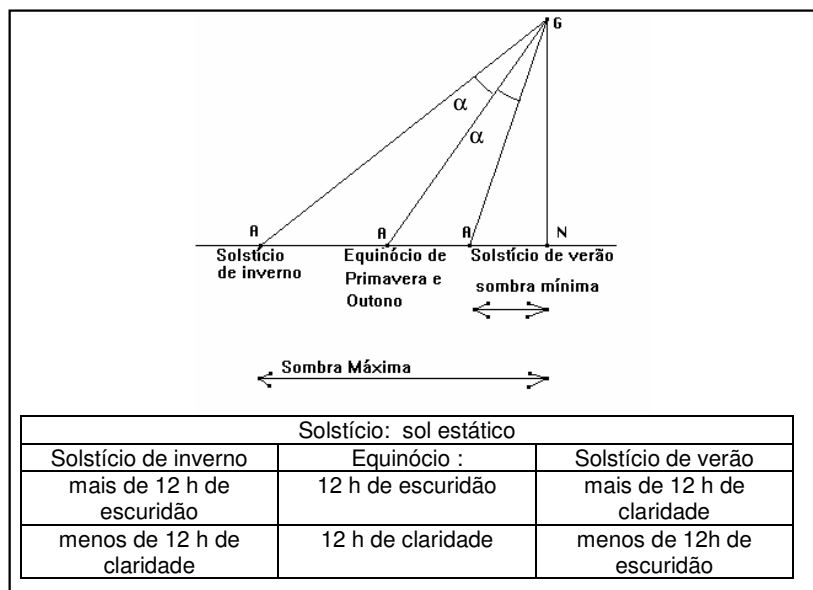 G
α
α
A A A N
Solstício de inverno
Equinócio de Primavera e Outono
Solstício de verão
sombra mínima
Sombra Máxima
Solstício: sol estático
Solstício de inverno Equinócio : Solstício de verão
mais de 12 h de escuridão
12 h de escuridão
mais de 12 h de claridade
menos de 12 h de claridade
12 h de claridade
menos de 12h de escuridão